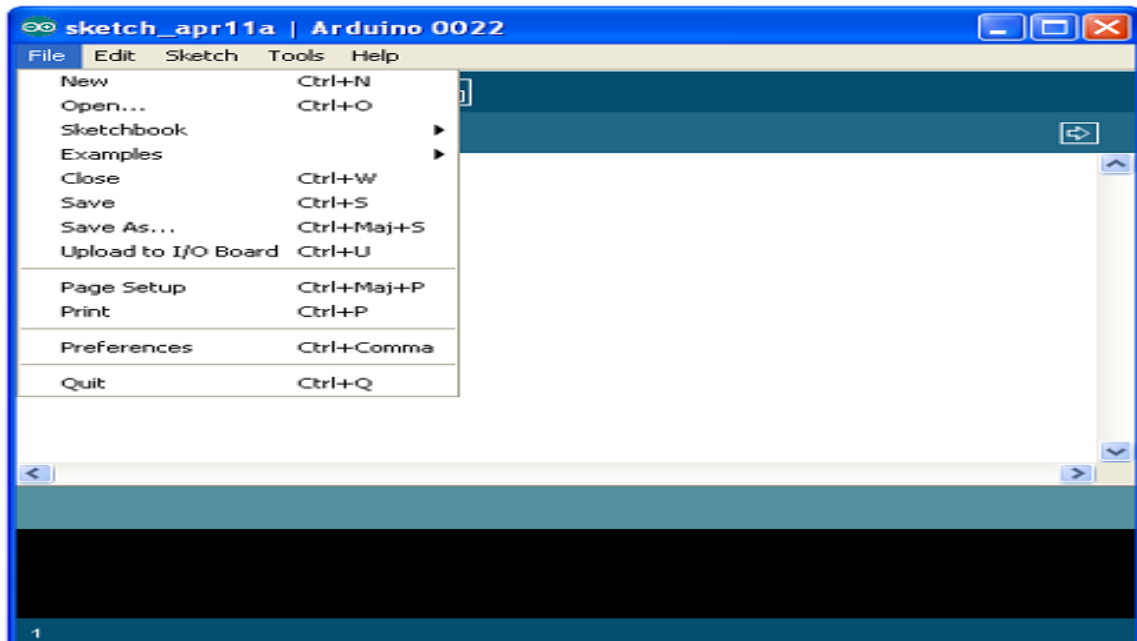 sketch_apr11a | Arduino 0022
File Edit Sketch Tools Help
New Ctrl+N
Open... Ctrl+O
Sketchbook
Examples
Close Ctrl+W
Save Ctrl+S
Save As... Ctrl+Maj+S
Upload to I/O Board Ctrl+U
Page Setup Ctrl+Maj+P
Print Ctrl+P
Preferences Ctrl+Comma
Quit Ctrl+Q
1